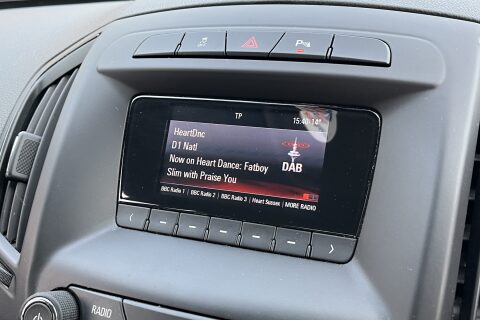 TP
15:40 14°
HeartDnc
D1 Natl
Now on Heart Dance: Fatboy
Slim with Praise You
DAB
BBC Radio 1 | BBC Radio 2 | BBC Radio 3 | Heart Sussex | MORE RADIO
RADIO